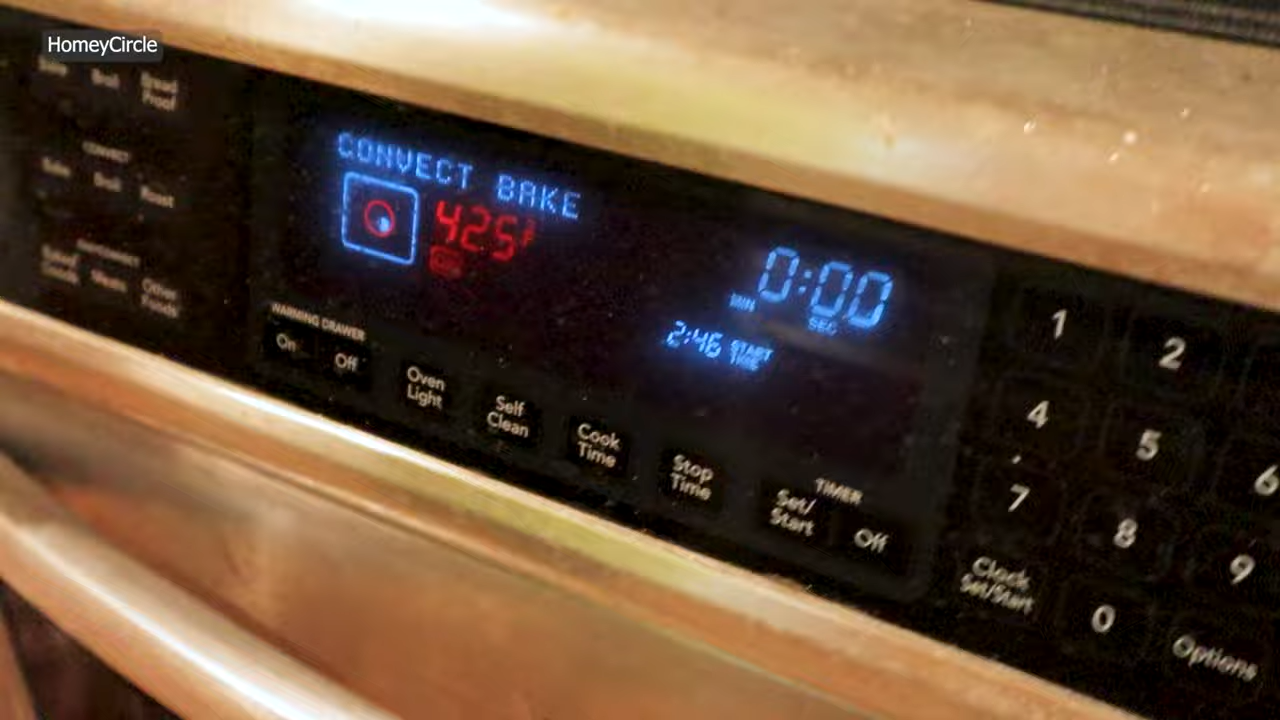 HomeyCircle
Bake Broil Bread
Proof
CONVECT
Bake Broil Roast
Other
Foods
CONVECT BAKE
425°F
0:00
MIN
SEC
2:46 START
TIME
WARMING DRAWER
On Off
Oven
Light
Self
Clean
Cook
Time
Stop
Time
TIMER
Set/
Start
Off
1 2
4 5 6
7 8 9
Clock
Set/Start
0
Options